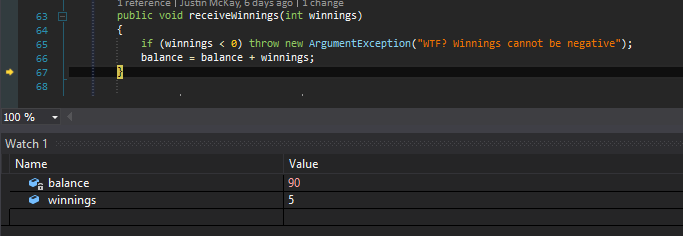 1 reference | Justin McKay, 6 days ago | 1 change
63 public void receiveWinnings(int winnings)
64 {
65 if (winnings < 0) throw new ArgumentException("WTF? Winnings cannot be negative");
66 balance = balance + winnings;
67 }
68
100 %
Watch 1
Name Value
balance 90
winnings 5